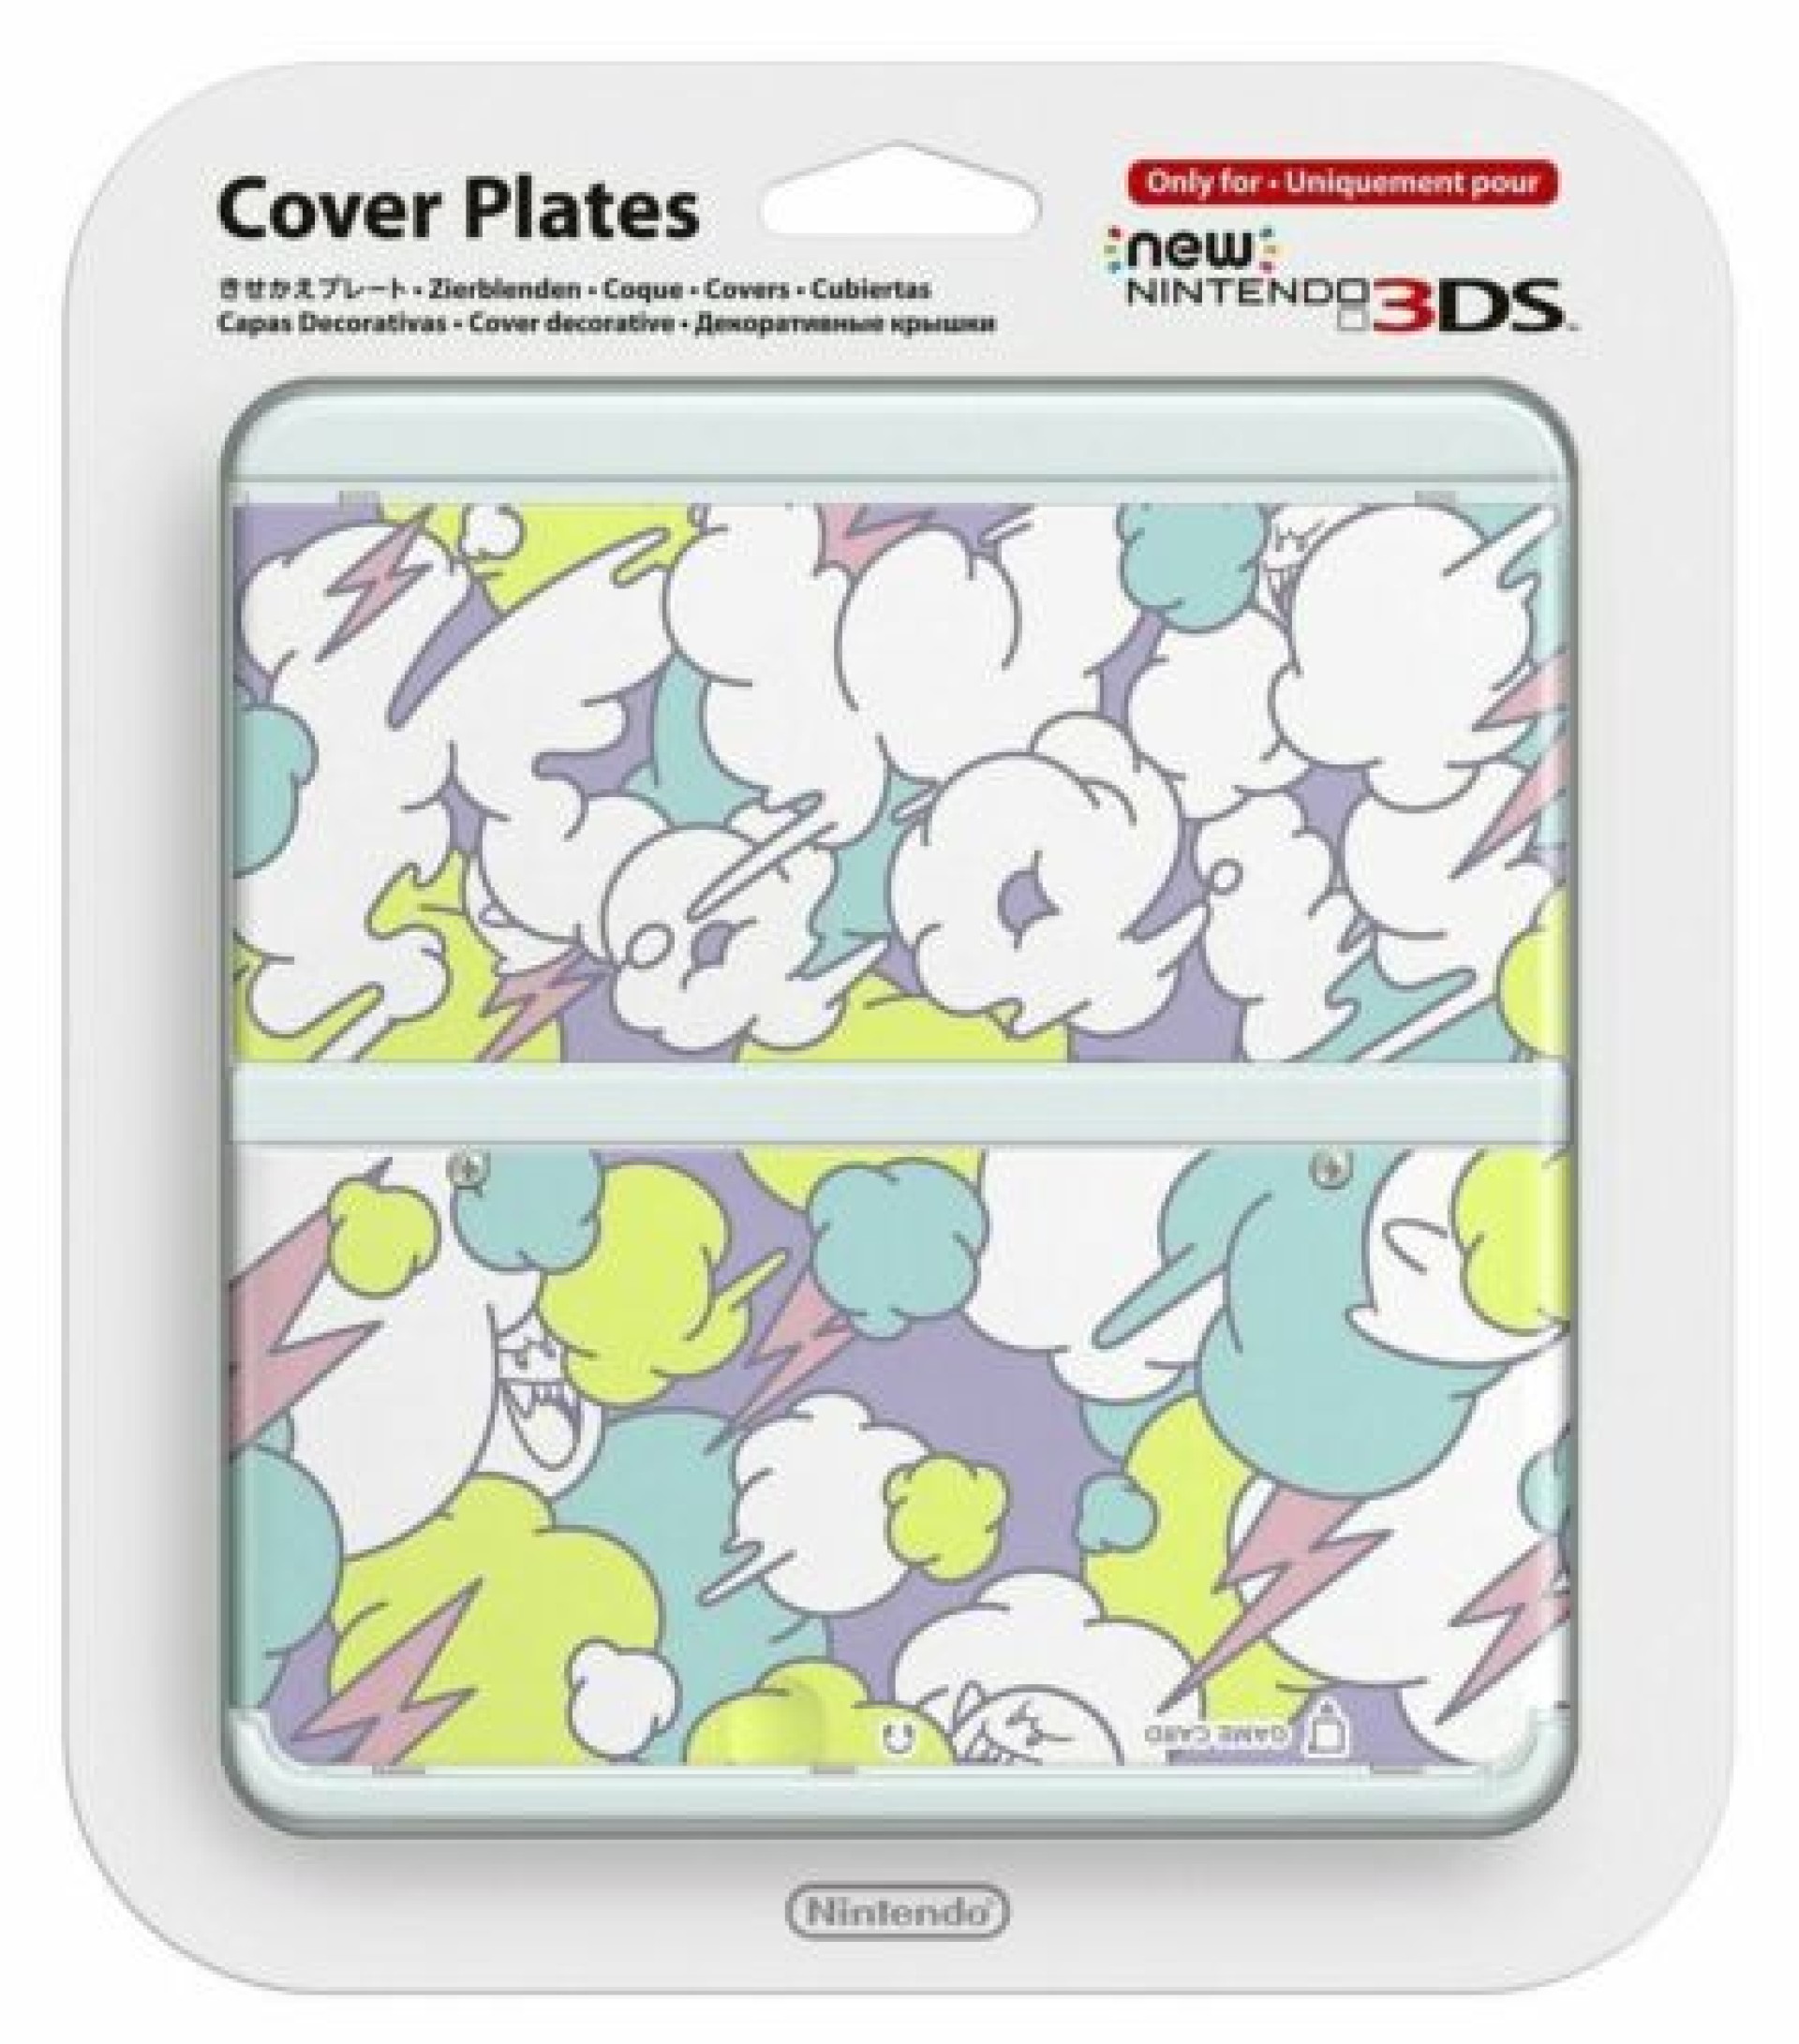 Cover Plates
Only for • Uniquement pour
new
NINTENDO 3DS™
きせかえプレート • Zierblenden • Coque • Covers • Cubiertas
Capas Decorativas • Cover decorative • Декоративные крышки
GAME CARD
Nintendo®